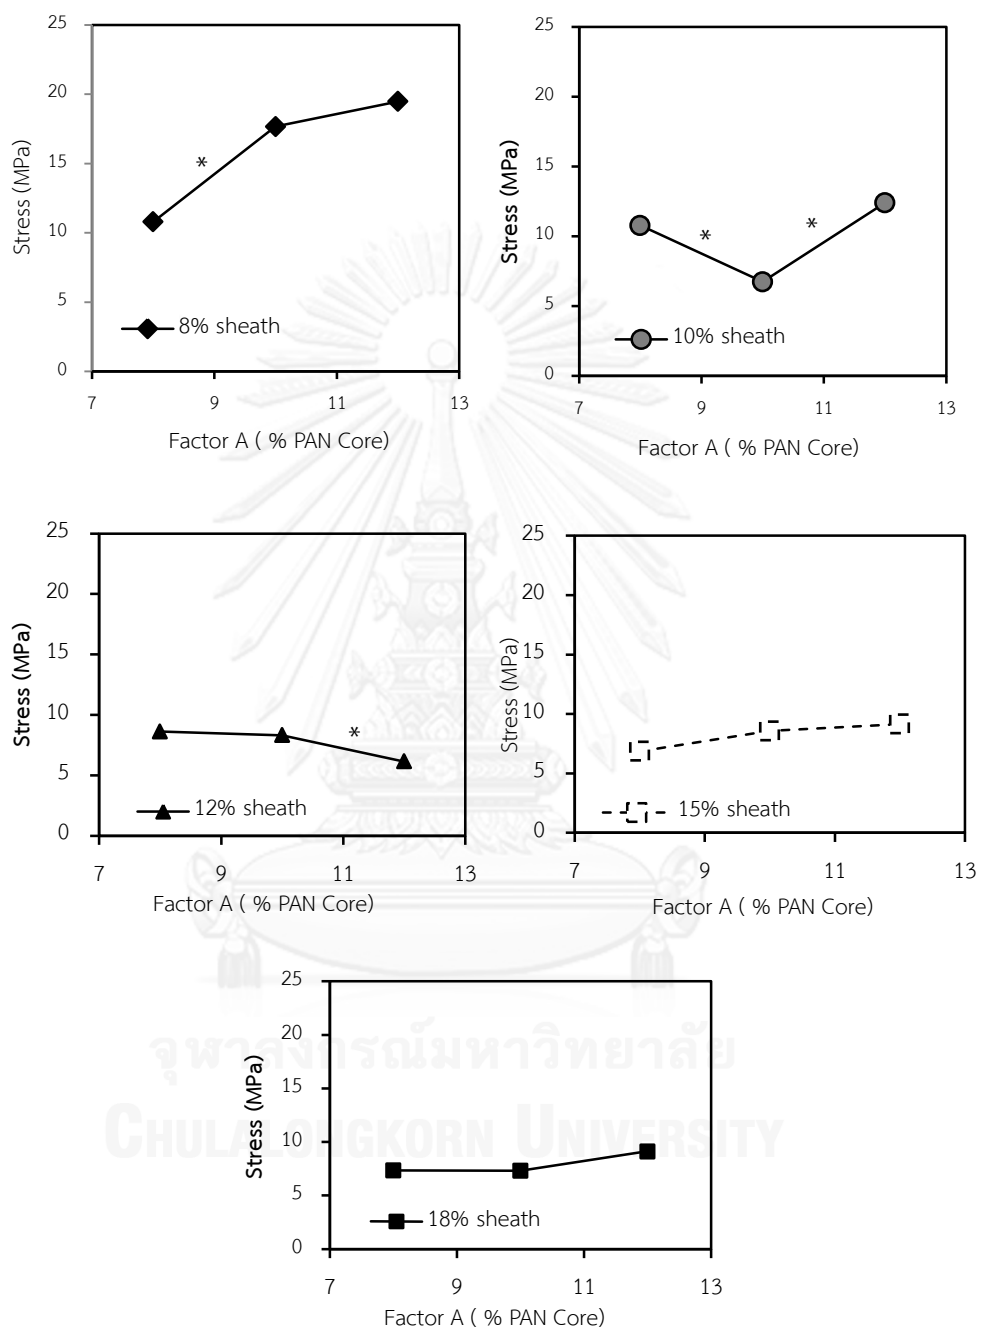 25
20
15
10
5
0
Stress (MPa)
*
8% sheath
7 9 11 13
Factor A ( % PAN Core)
25
20
15
10
5
0
Stress (MPa)
* *
10% sheath
7 9 11 13
Factor A ( % PAN Core)
25
20
15
10
5
0
Stress (MPa)
*
12% sheath
7 9 11 13
Factor A ( % PAN Core)
25
20
15
10
5
0
Stress (MPa)
15% sheath
7 9 11 13
Factor A ( % PAN Core)
25
20
15
10
5
0
Stress (MPa)
18% sheath
7 9 11 13
Factor A ( % PAN Core)
จุฬาลงกรณ์มหาวิทยาลัย
CHULALONGKORN UNIVERSITY